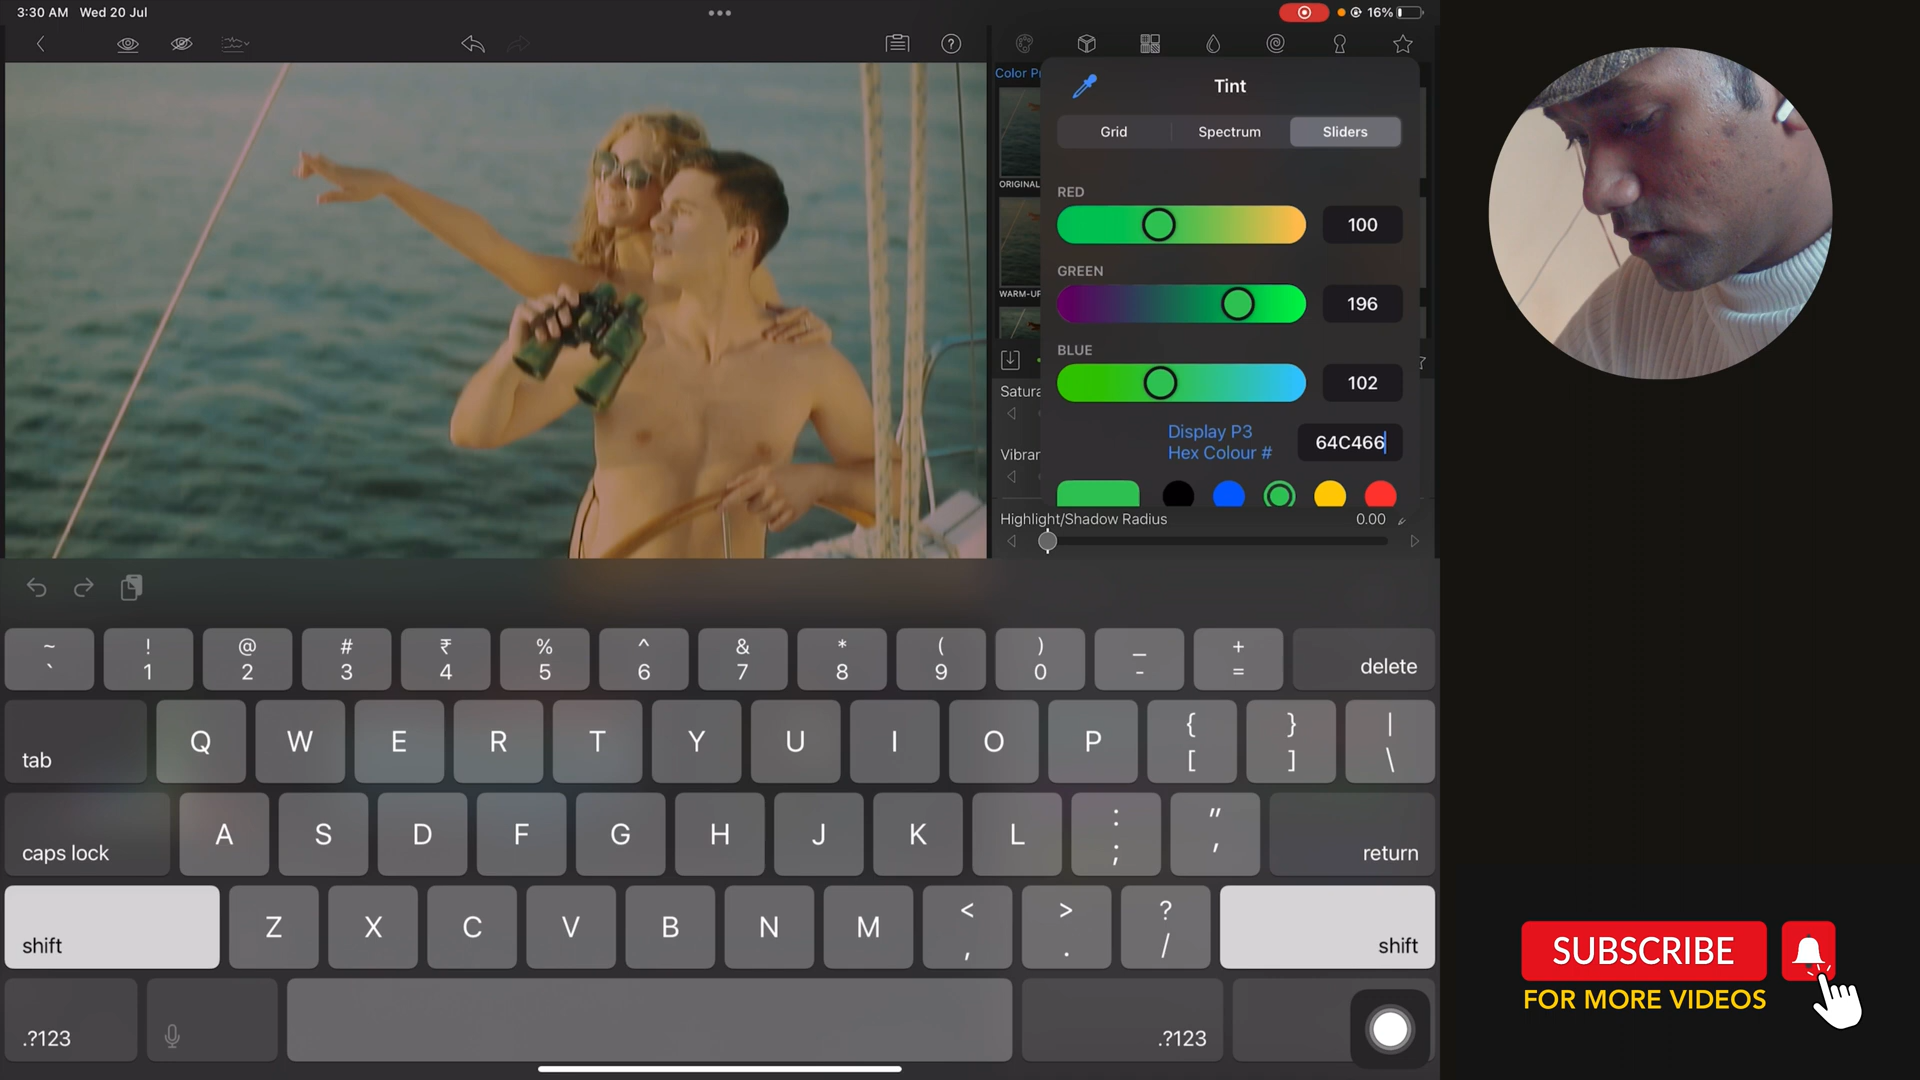 3:30 AM Wed 20 Jul
16%
Color Pr
Tint
Grid Spectrum Sliders
ORIGINAL
RED
100
GREEN
196
WARM-UP
BLUE
102
Satura
Display P3
Hex Colour #
64C466
Vibran
Highlight/Shadow Radius 0.00
~ ! @ # ₹ % ^ & * ( ) _ +
` 1 2 3 4 5 6 7 8 9 0 - = delete
tab Q W E R T Y U I O P { [ } ] | \
caps lock A S D F G H J K L : ; " ' return
shift Z X C V B N M < , > . ? / shift
.?123 .?123
SUBSCRIBE
FOR MORE VIDEOS